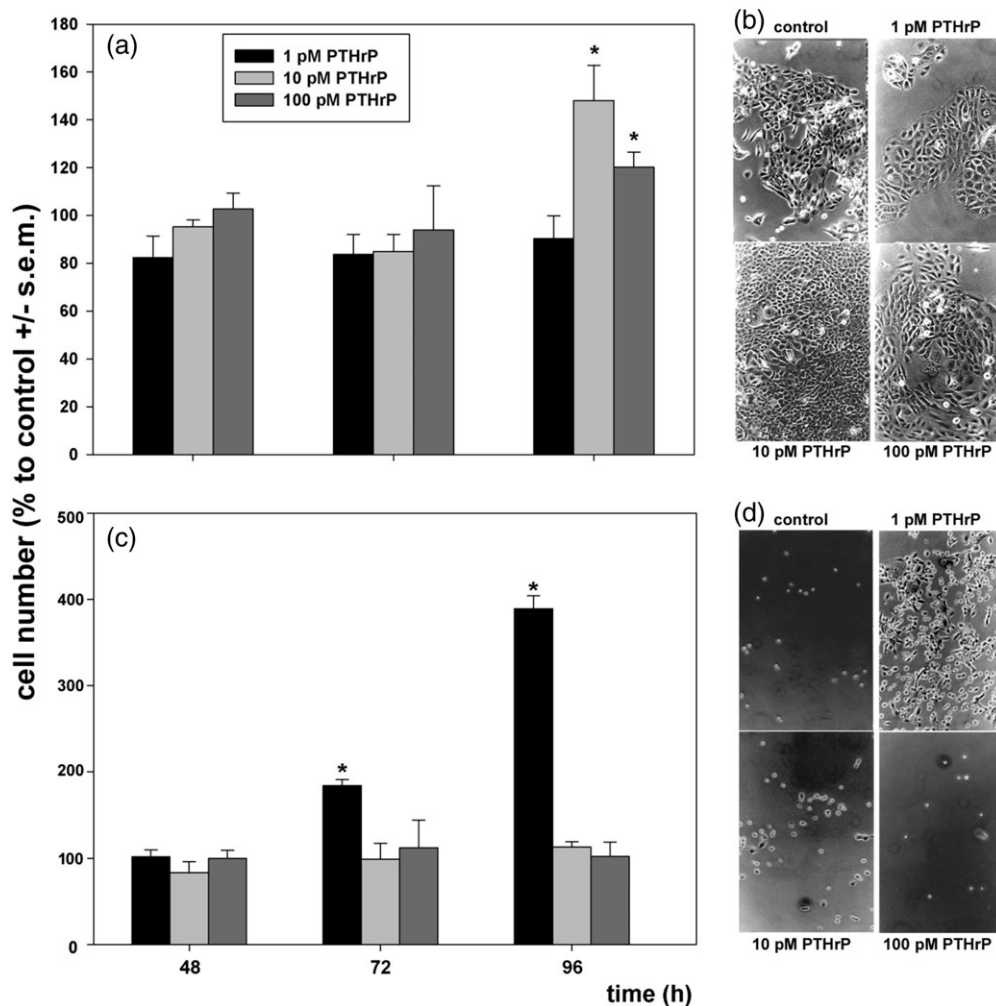 (a)
180
160
140
120
100
80
60
40
20
0
1 pM PTHrP
10 pM PTHrP
100 pM PTHrP
*
*
(b)
control 1 pM PTHrP
10 pM PTHrP 100 pM PTHrP
cell number (% to control +/- s.e.m.)
(c)
500
400
300
200
100
0
*
*
48 72 96
time (h)
(d)
control 1 pM PTHrP
10 pM PTHrP 100 pM PTHrP